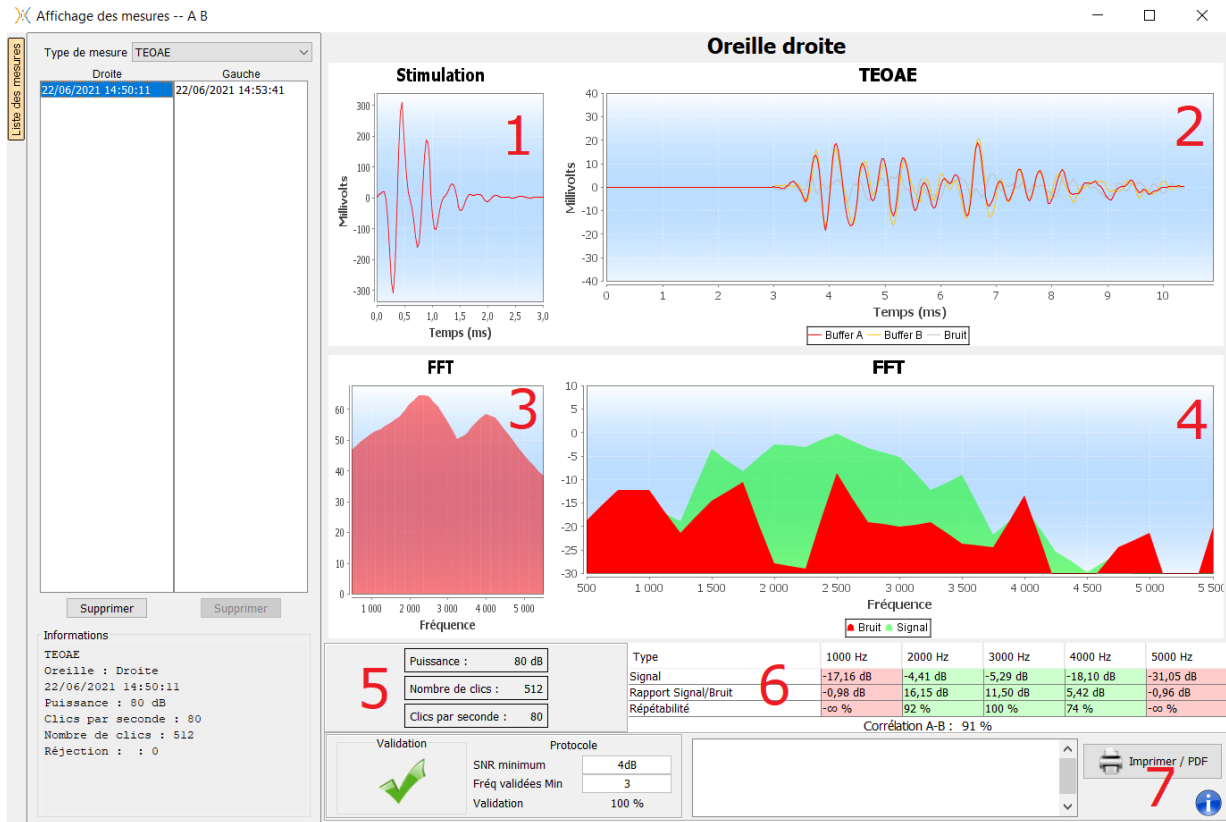 Affichage des mesures -- A B
Liste des mesures
Type de mesure TEOAE
Droite Gauche
22/06/2021 14:50:11 22/06/2021 14:53:41
Supprimer Supprimer
Informations
TEOAE
Oreille : Droite
22/06/2021 14:50:11
Puissance : 80 dB
Clics par seconde : 80
Nombre de clics : 512
Réjection : : 0
Oreille droite
Stimulation
Millivolts
300
200
100
0
-100
-200
-300
0,0 0,5 1,0 1,5 2,0 2,5 3,0
Temps (ms)
1
TEOAE
Millivolts
40
30
20
10
0
-10
-20
-30
-40
0 1 2 3 4 5 6 7 8 9 10
Temps (ms)
Buffer A Buffer B Bruit
2
FFT
60
50
40
30
20
10
0
1 000 2 000 3 000 4 000 5 000
Fréquence
3
FFT
10
5
0
-5
-10
-15
-20
-25
-30
500 1 000 1 500 2 000 2 500 3 000 3 500 4 000 4 500 5 000 5 500
Fréquence
Bruit Signal
4
5
Puissance : 80 dB
Nombre de clics : 512
Clics par seconde : 80
Type 1000 Hz 2000 Hz 3000 Hz 4000 Hz 5000 Hz
Signal -17,16 dB -4,41 dB -5,29 dB -18,10 dB -31,05 dB
Rapport Signal/Bruit -0,98 dB 16,15 dB 11,50 dB 5,42 dB -0,96 dB
Répétabilité -∞ % 92 % 100 % 74 % -∞ %
6
Corrélation A-B : 91 %
Validation
Protocole
SNR minimum 4dB
Fréq validées Min 3
Validation 100 %
Imprimer / PDF
7